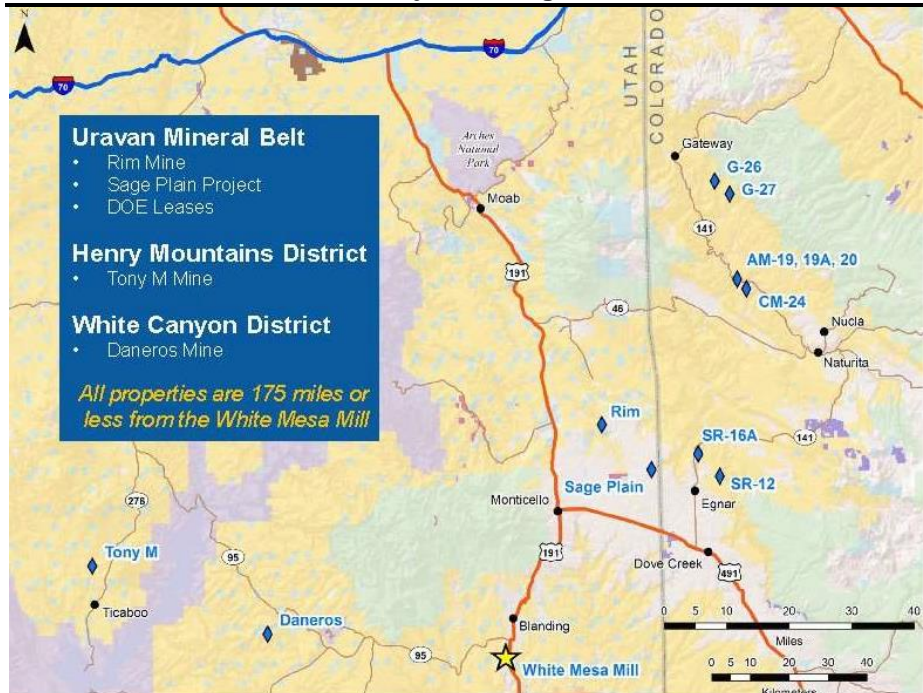 N
70
70
70
UTAH
COLORADO
Uravan Mineral Belt
• Rim Mine
• Sage Plain Project
• DOE Leases
Henry Mountains District
• Tony M Mine
White Canyon District
• Daneros Mine
All properties are 175 miles or
less from the White Mesa Mill
Arches
National
Park
Moab
Gateway
G-26
G-27
141
AM-19, 19A, 20
CM-24
191
46
Nucla
Naturita
Rim
SR-16A
141
Sage Plain
SR-12
Egnar
Monticello
276
95
191
Dove Creek
491
Tony M
Ticaboo
Daneros
95
Blanding
White Mesa Mill
0 5 10 20 30 40
Miles
0 5 10 20 30 40
Kilometers